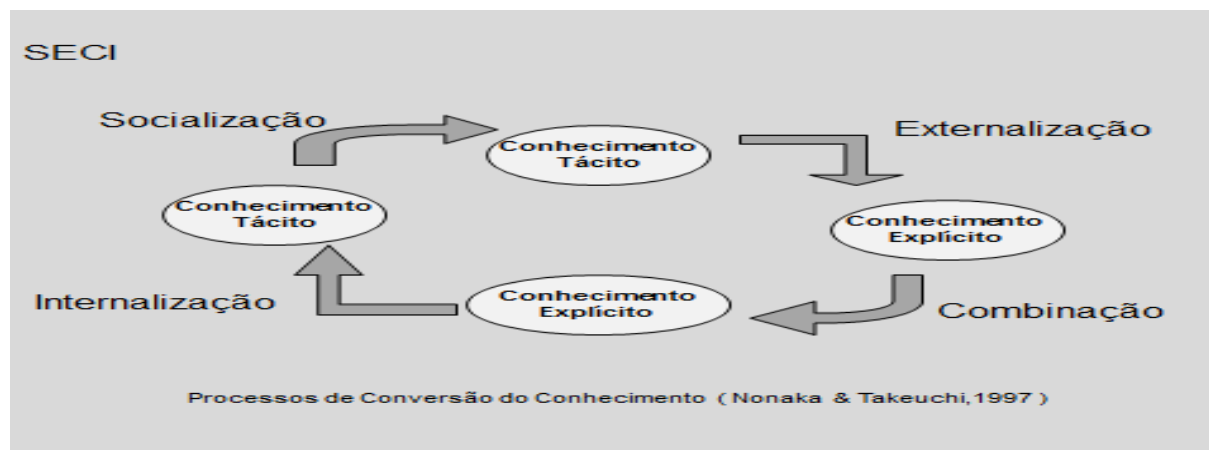 SECI
Socialização
Externalização
Conhecimento
Tácito
Conhecimento
Tácito
Conhecimento
Explícito
Internalização
Conhecimento
Explícito
Combinação
Processos de Conversão do Conhecimento ( Nonaka & Takeuchi,1997 )